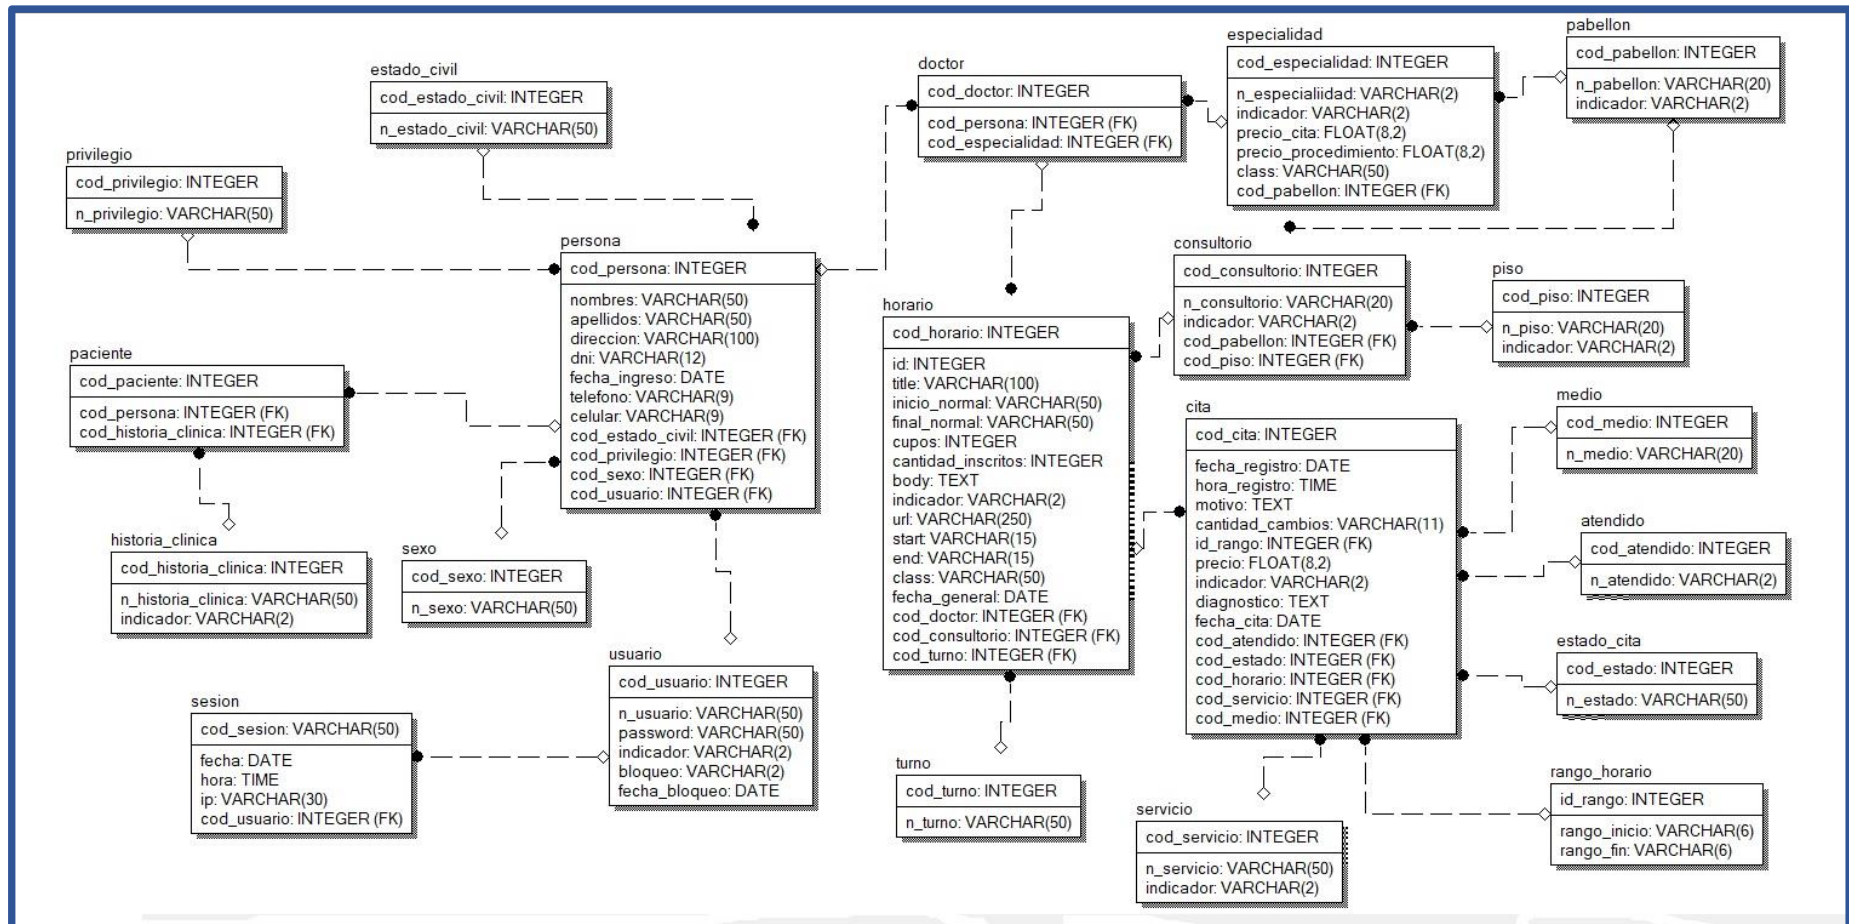 estado_civil
cod_estado_civil: INTEGER
n_estado_civil: VARCHAR(50)
privilegio
cod_privilegio: INTEGER
n_privilegio: VARCHAR(50)
persona
cod_persona: INTEGER
nombres: VARCHAR(50)
apellidos: VARCHAR(50)
direccion: VARCHAR(100)
dni: VARCHAR(12)
fecha_ingreso: DATE
telefono: VARCHAR(9)
celular: VARCHAR(9)
cod_estado_civil: INTEGER (FK)
cod_privilegio: INTEGER (FK)
cod_sexo: INTEGER (FK)
cod_usuario: INTEGER (FK)
paciente
cod_paciente: INTEGER
cod_persona: INTEGER (FK)
cod_historia_clinica: INTEGER (FK)
historia_clinica
cod_historia_clinica: INTEGER
n_historia_clinica: VARCHAR(50)
indicador: VARCHAR(2)
sexo
cod_sexo: INTEGER
n_sexo: VARCHAR(50)
usuario
cod_usuario: INTEGER
n_usuario: VARCHAR(50)
password: VARCHAR(50)
indicador: VARCHAR(2)
bloqueo: VARCHAR(2)
fecha_bloqueo: DATE
sesion
cod_sesion: VARCHAR(50)
fecha: DATE
hora: TIME
ip: VARCHAR(30)
cod_usuario: INTEGER (FK)
doctor
cod_doctor: INTEGER
cod_persona: INTEGER (FK)
cod_especialidad: INTEGER (FK)
especialidad
cod_especialidad: INTEGER
n_especialiidad: VARCHAR(2)
indicador: VARCHAR(2)
precio_cita: FLOAT(8,2)
precio_procedimiento: FLOAT(8,2)
class: VARCHAR(50)
cod_pabellon: INTEGER (FK)
pabellon
cod_pabellon: INTEGER
n_pabellon: VARCHAR(20)
indicador: VARCHAR(2)
horario
cod_horario: INTEGER
id: INTEGER
title: VARCHAR(100)
inicio_normal: VARCHAR(50)
final_normal: VARCHAR(50)
cupos: INTEGER
cantidad_inscritos: INTEGER
body: TEXT
indicador: VARCHAR(2)
url: VARCHAR(250)
start: VARCHAR(15)
end: VARCHAR(15)
class: VARCHAR(50)
fecha_general: DATE
cod_doctor: INTEGER (FK)
cod_consultorio: INTEGER (FK)
cod_turno: INTEGER (FK)
consultorio
cod_consultorio: INTEGER
n_consultorio: VARCHAR(20)
indicador: VARCHAR(2)
cod_pabellon: INTEGER (FK)
cod_piso: INTEGER (FK)
piso
cod_piso: INTEGER
n_piso: VARCHAR(20)
indicador: VARCHAR(2)
cita
cod_cita: INTEGER
fecha_registro: DATE
hora_registro: TIME
motivo: TEXT
cantidad_cambios: VARCHAR(11)
id_rango: INTEGER (FK)
precio: FLOAT(8,2)
indicador: VARCHAR(2)
diagnostico: TEXT
fecha_cita: DATE
cod_atendido: INTEGER (FK)
cod_estado: INTEGER (FK)
cod_horario: INTEGER (FK)
cod_servicio: INTEGER (FK)
cod_medio: INTEGER (FK)
medio
cod_medio: INTEGER
n_medio: VARCHAR(20)
atendido
cod_atendido: INTEGER
n_atendido: VARCHAR(2)
estado_cita
cod_estado: INTEGER
n_estado: VARCHAR(50)
turno
cod_turno: INTEGER
n_turno: VARCHAR(50)
servicio
cod_servicio: INTEGER
n_servicio: VARCHAR(50)
indicador: VARCHAR(2)
rango_horario
id_rango: INTEGER
rango_inicio: VARCHAR(6)
rango_fin: VARCHAR(6)